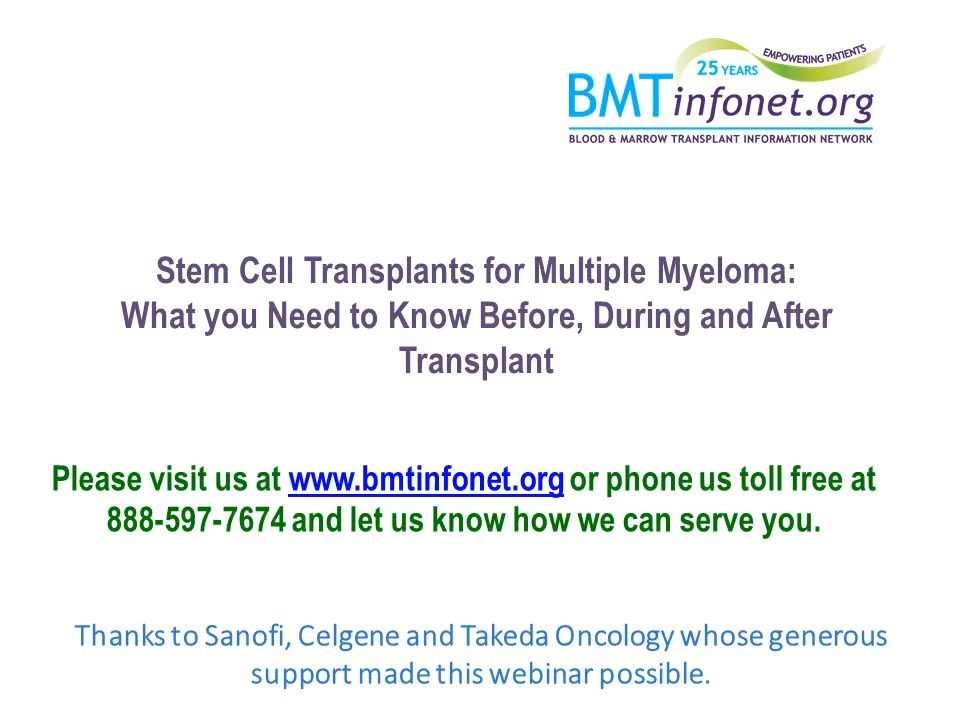 EMPOWERING PATIENTS
25 YEARS
BMTinfonet.org
BLOOD & MARROW TRANSPLANT INFORMATION NETWORK
Stem Cell Transplants for Multiple Myeloma:
What you Need to Know Before, During and After
Transplant
Please visit us at www.bmtinfonet.org or phone us toll free at
888-597-7674 and let us know how we can serve you.
Thanks to Sanofi, Celgene and Takeda Oncology whose generous
support made this webinar possible.